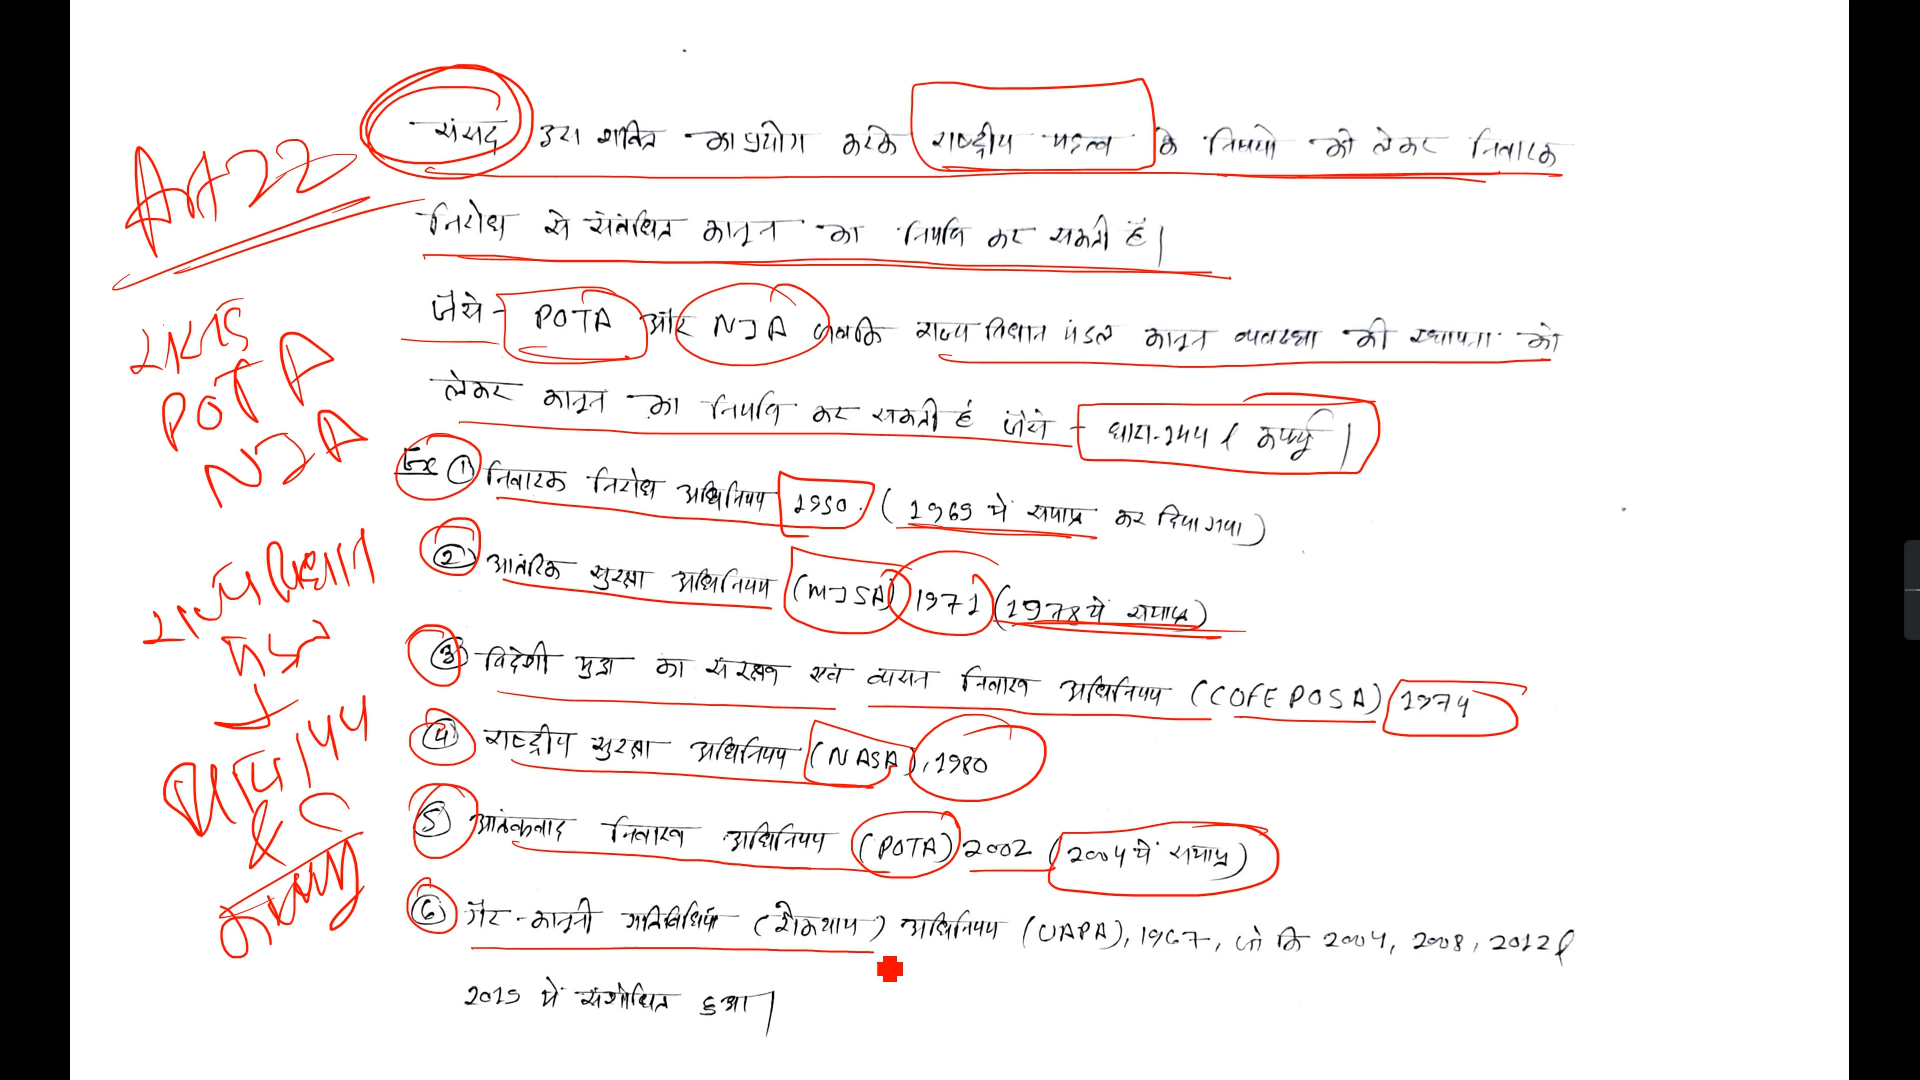 संसद इस शक्ति का प्रयोग करके राष्ट्रीय महत्व के विषयो को लेकर निवारक
निरोध से संबंधित कानून का निर्माण कर सकती है|
जैसे- POTA और NIA जबकि राज्य विधान मंडल कानून व्यवस्था की स्थापना को
लेकर कानून का निर्माण कर सकती है जैसे - धारा-144 & कर्फ्यू|
Ex ① निवारक निरोध अधिनियम 1950. (1969 मे समाप्त कर दिया गया)
② आंतरिक सुरक्षा अधिनियम (MISA) 1971 (1978 मे समाप्त)
③ विदेशी मुद्रा का संरक्षण एवं व्यसन निवारण अधिनियम (COFE POSA) 1974
④ राष्ट्रीय सुरक्षा अधिनियम (NASA), 1980
⑤ आतंकवाद निवारण अधिनियम (POTA) 2002 (2004 मे समाप्त)
⑥ गैर-कानूनी गतिविधियाँ (रोकथाम) अधिनियम (UAPA), 1967, जो कि 2004, 2008, 2012 &
2019 मे संशोधित हुआ|
Art 22
संसद
POTA
NIA
राज्य विधान
मंडल
धारा 144
&
कर्फ्यू